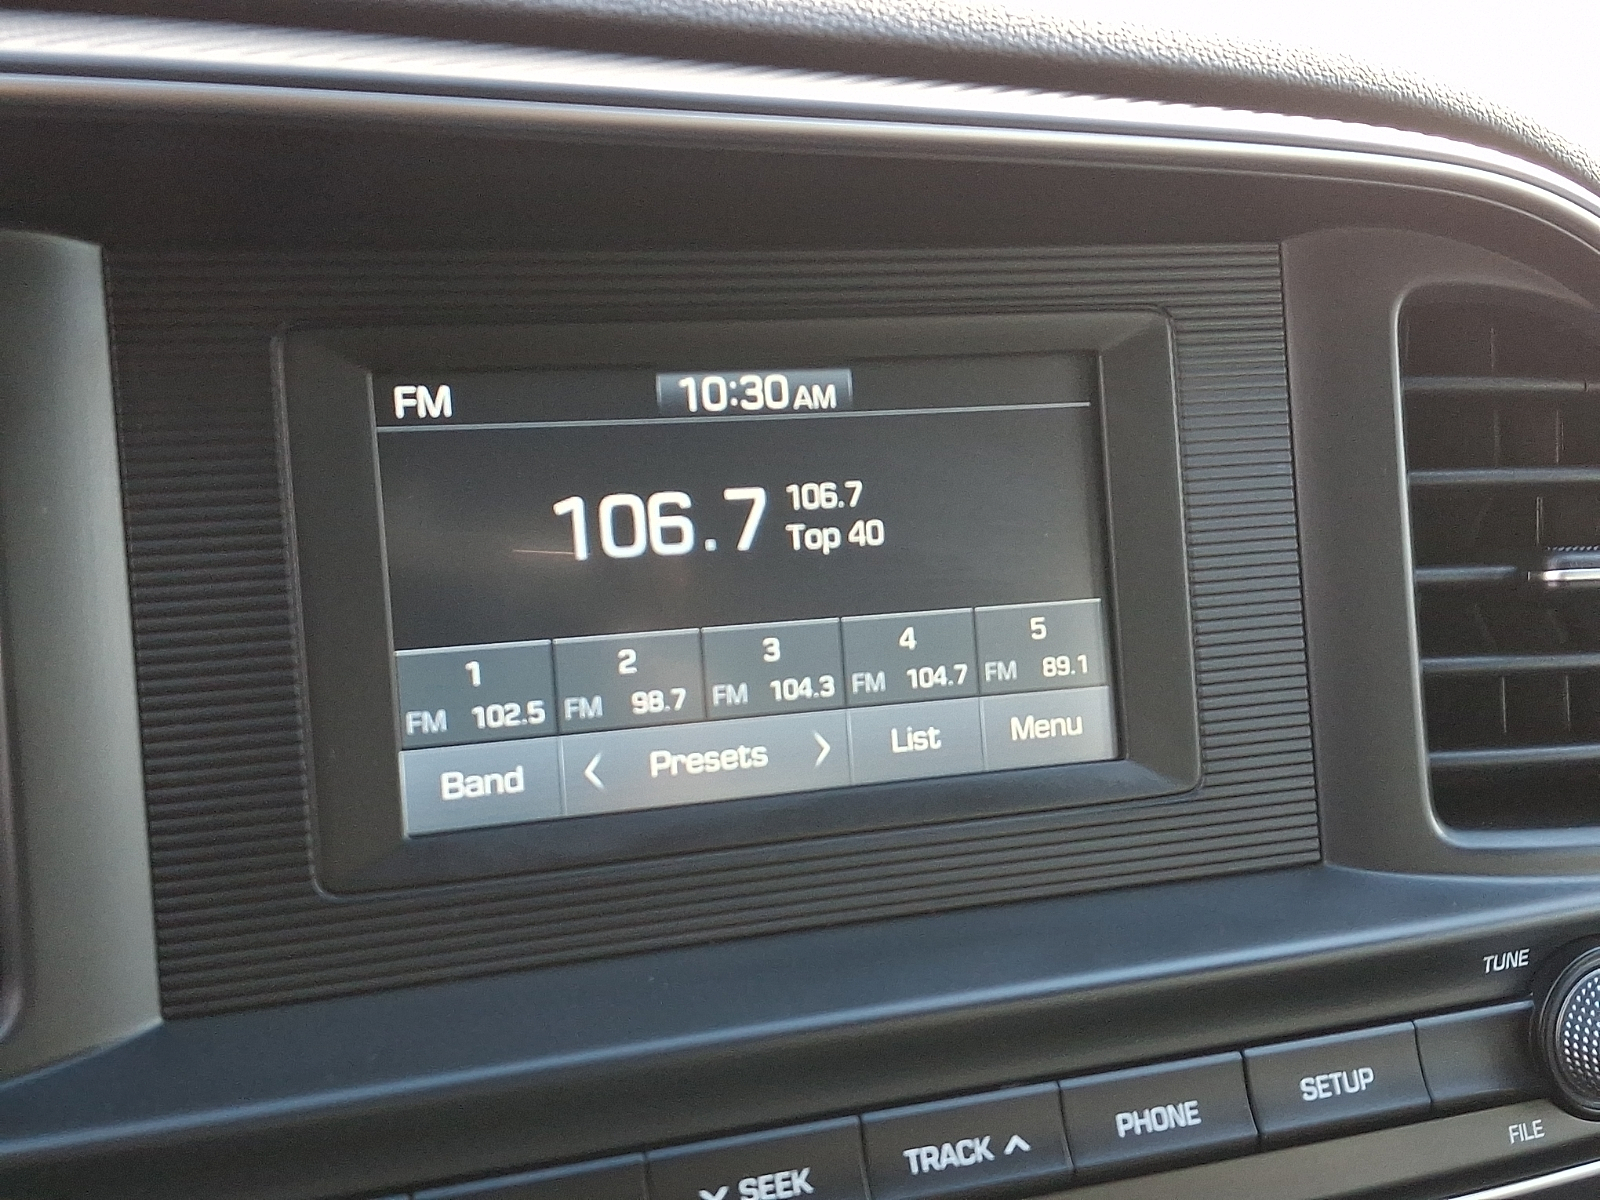 FM 10:30 AM
106.7
106.7
Top 40
1 2 3 4 5
FM 102.5 FM 98.7 FM 104.3 FM 104.7 FM 89.1
Band < Presets > List Menu
TUNE
SEEK TRACK PHONE SETUP
FILE